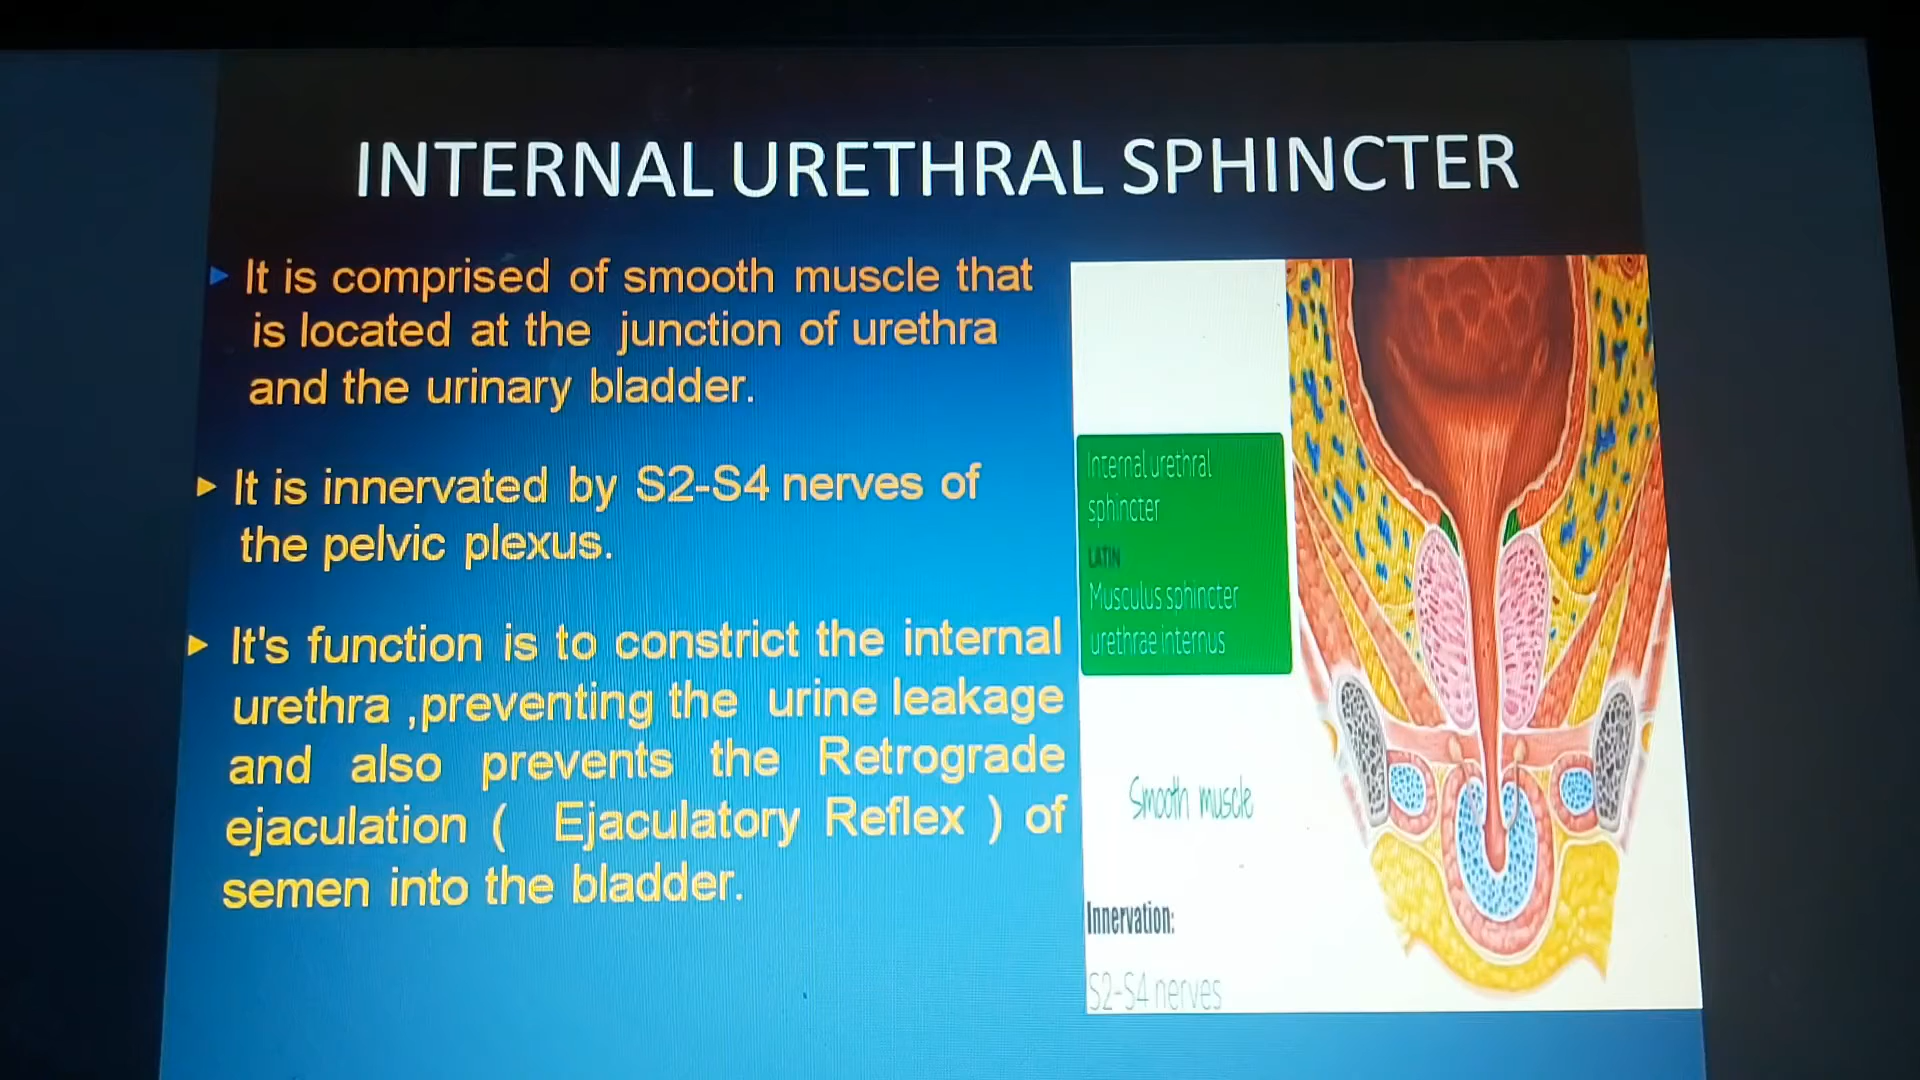 INTERNAL URETHRAL SPHINCTER
It is comprised of smooth muscle that
is located at the junction of urethra
and the urinary bladder.
It is innervated by S2-S4 nerves of
the pelvic plexus.
It's function is to constrict the internal
urethra ,preventing the urine leakage
and also prevents the Retrograde
ejaculation ( Ejaculatory Reflex ) of
semen into the bladder.
Internal urethral
sphincter
LATIN
Musculus sphincter
urethrae internus
Smooth muscle
Innervation:
S2-S4 nerves